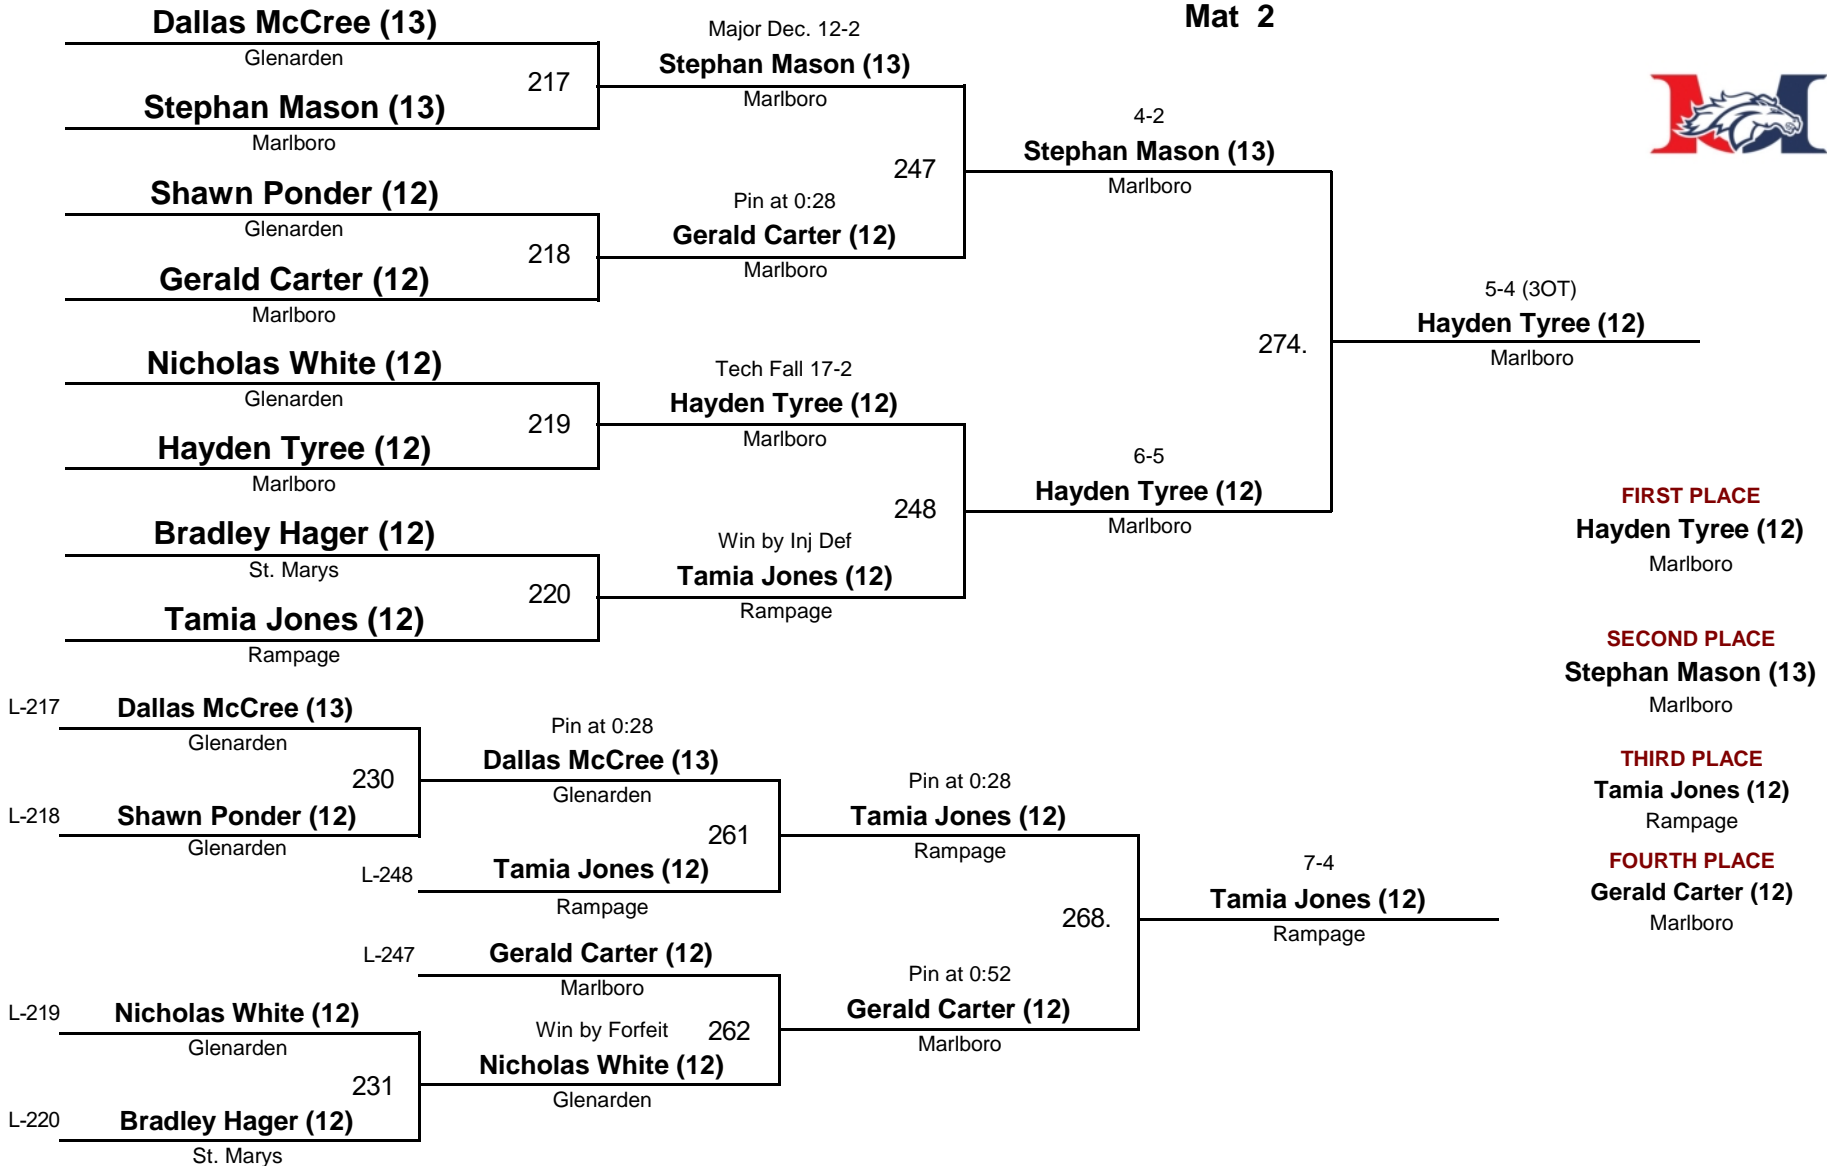 Mat 2
Dallas McCree (13)
Glenarden
217
Stephan Mason (13)
Marlboro
Shawn Ponder (12)
Glenarden
218
Gerald Carter (12)
Marlboro
Nicholas White (12)
Glenarden
219
Hayden Tyree (12)
Marlboro
Bradley Hager (12)
St. Marys
220
Tamia Jones (12)
Rampage
Major Dec. 12-2
Stephan Mason (13)
Marlboro
247
Pin at 0:28
Gerald Carter (12)
Marlboro
Tech Fall 17-2
Hayden Tyree (12)
Marlboro
248
Win by Inj Def
Tamia Jones (12)
Rampage
4-2
Stephan Mason (13)
Marlboro
274.
6-5
Hayden Tyree (12)
Marlboro
5-4 (3OT)
Hayden Tyree (12)
Marlboro
FIRST PLACE
Hayden Tyree (12)
Marlboro
SECOND PLACE
Stephan Mason (13)
Marlboro
THIRD PLACE
Tamia Jones (12)
Rampage
FOURTH PLACE
Gerald Carter (12)
Marlboro
L-217
Dallas McCree (13)
Glenarden
230
L-218
Shawn Ponder (12)
Glenarden
Pin at 0:28
Dallas McCree (13)
Glenarden
261
L-248
Tamia Jones (12)
Rampage
L-247
Gerald Carter (12)
Marlboro
262
Win by Forfeit
Nicholas White (12)
Glenarden
L-219
Nicholas White (12)
Glenarden
231
L-220
Bradley Hager (12)
St. Marys
Pin at 0:28
Tamia Jones (12)
Rampage
268.
Pin at 0:52
Gerald Carter (12)
Marlboro
7-4
Tamia Jones (12)
Rampage